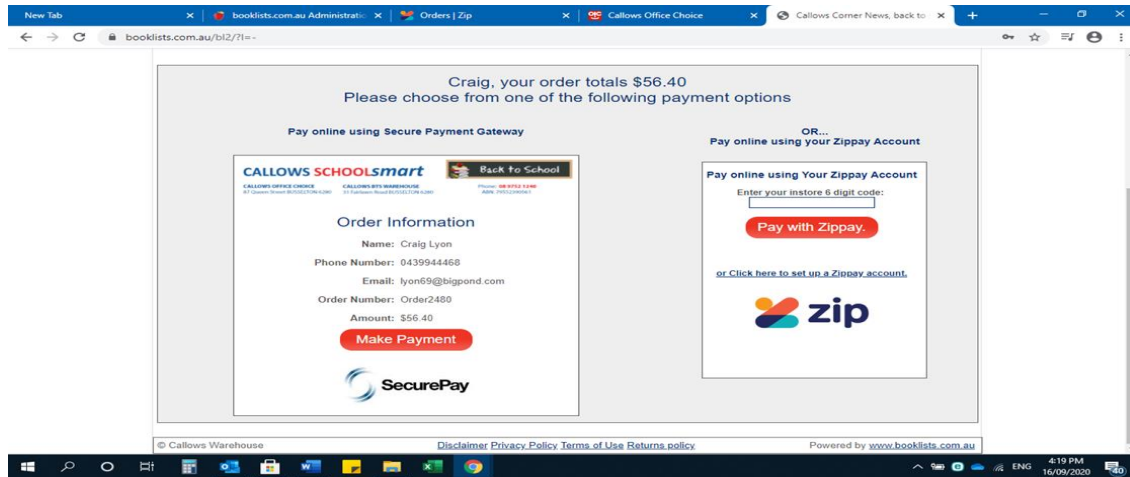 New Tab
booklists.com.au Administratio
Orders | Zip
Callows Office Choice
Callows Corner News, back to
booklists.com.au/bl2/?l=-
Craig, your order totals $56.40
Please choose from one of the following payment options
Pay online using Secure Payment Gateway
CALLOWS SCHOOLsmart
Back to School
CALLOWS OFFICE CHOICE
CALLOWS BTS WAREHOUSE
Phone: 08 9752 1240
Order Information
Name: Craig Lyon
Phone Number: 0439944468
Email: lyon69@bigpond.com
Order Number: Order2480
Amount: $56.40
Make Payment
SecurePay
OR...
Pay online using your Zippay Account
Pay online using Your Zippay Account
Enter your instore 6 digit code:
Pay with Zippay.
or Click here to set up a Zippay account.
zip
© Callows Warehouse
Disclaimer Privacy Policy Terms of Use Returns policy
Powered by www.booklists.com.au
ENG
4:19 PM
16/09/2020
40